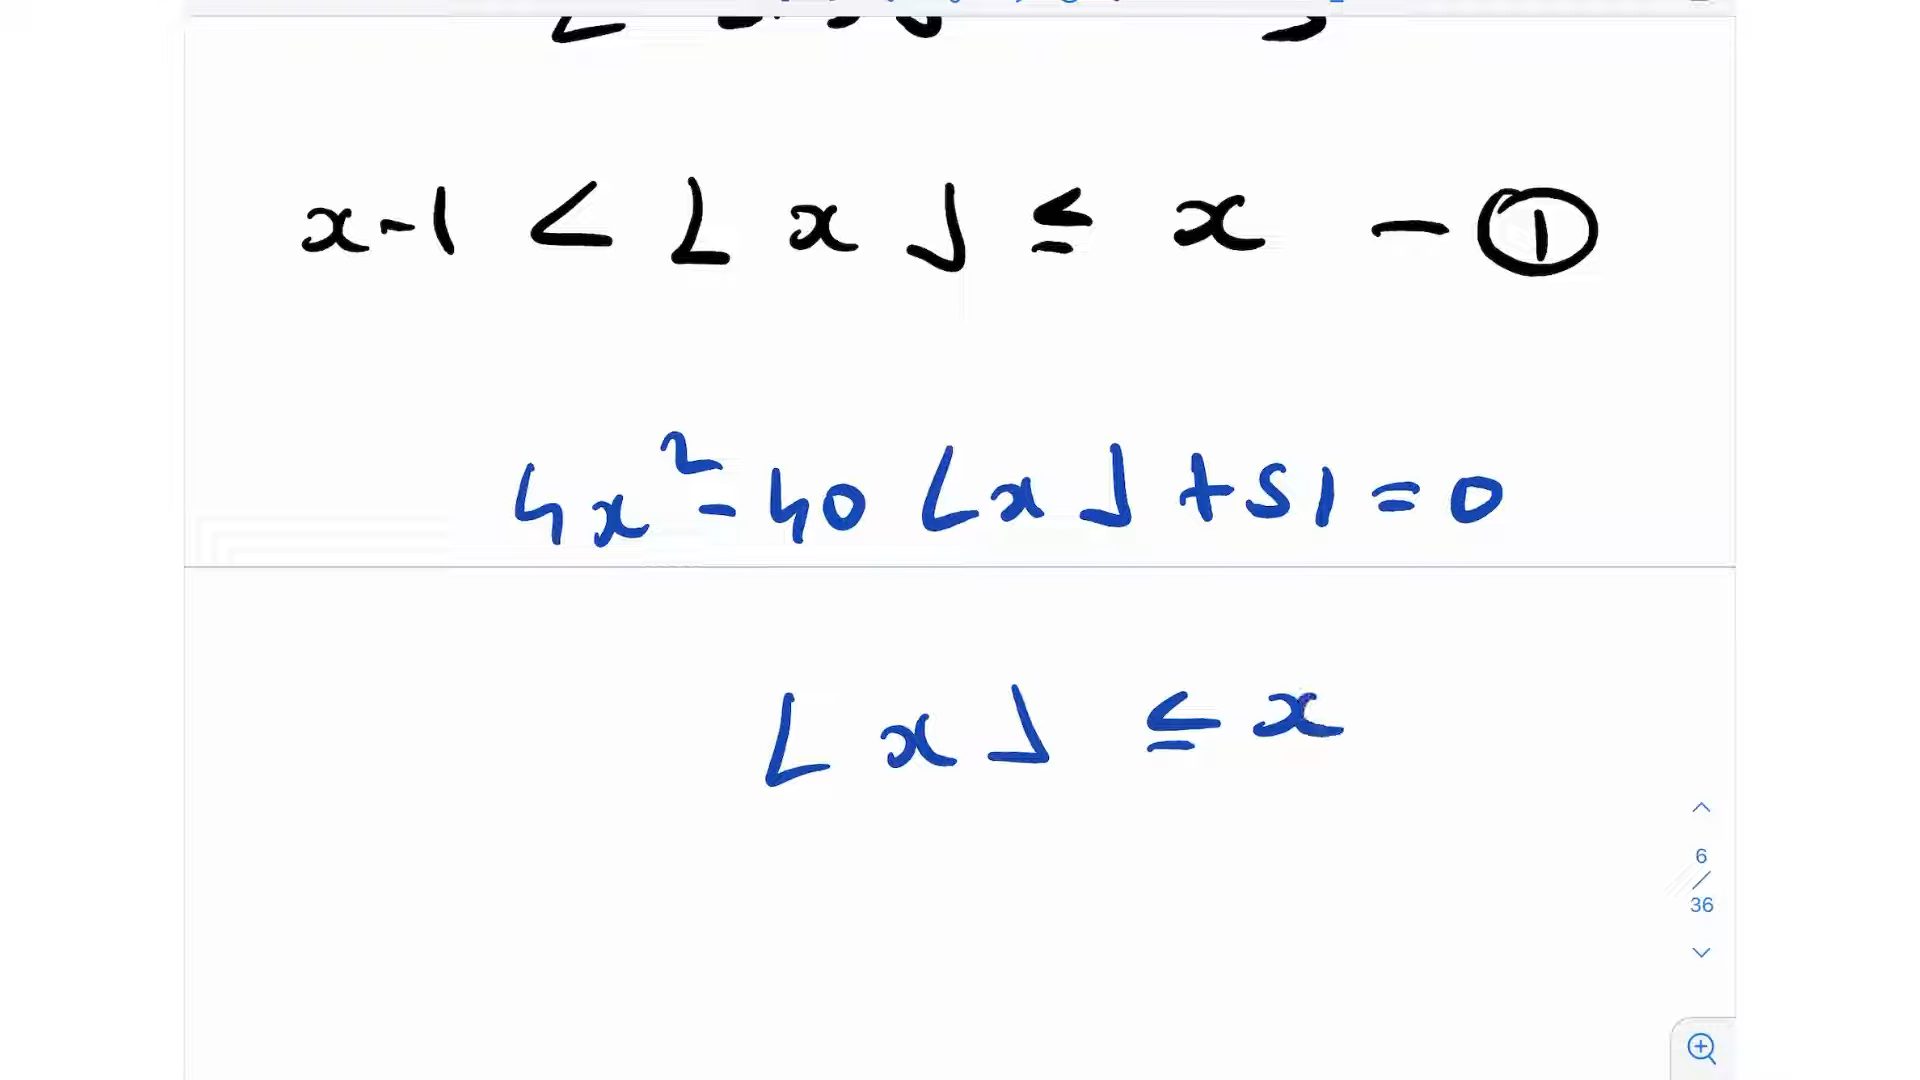 x-1 < ⌊x⌋ ≤ x - ①
4x² - 40⌊x⌋ + 51 = 0
⌊x⌋ ≤ x
6
/
36